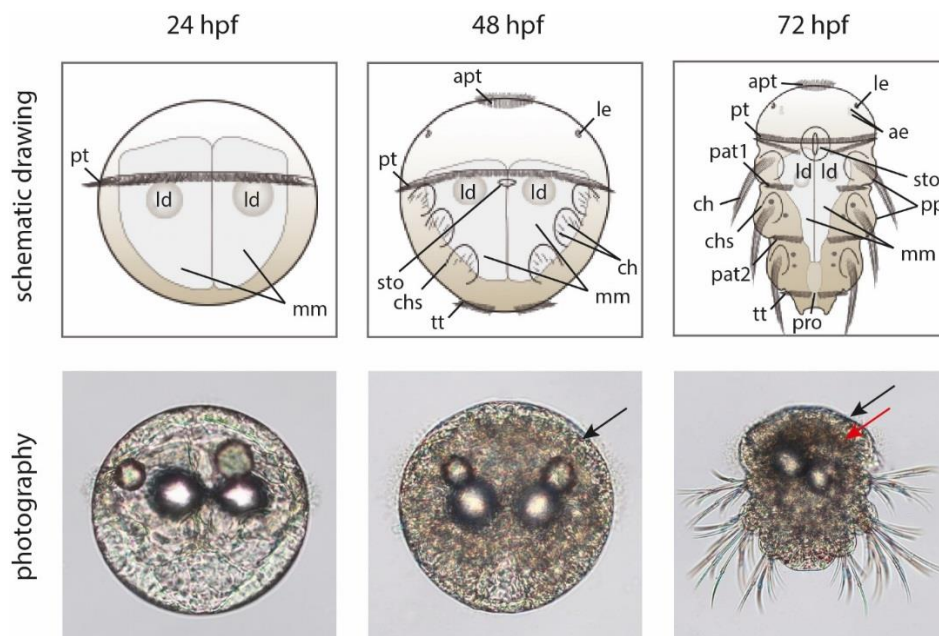 24 hpf
48 hpf
72 hpf
schematic drawing
pt
ld
ld
mm
apt
le
pt
ld
ld
sto
chs
tt
mm
ch
apt
le
pt
ae
pat1
ld
ld
sto
ch
pp
chs
mm
pat2
tt
pro
photography